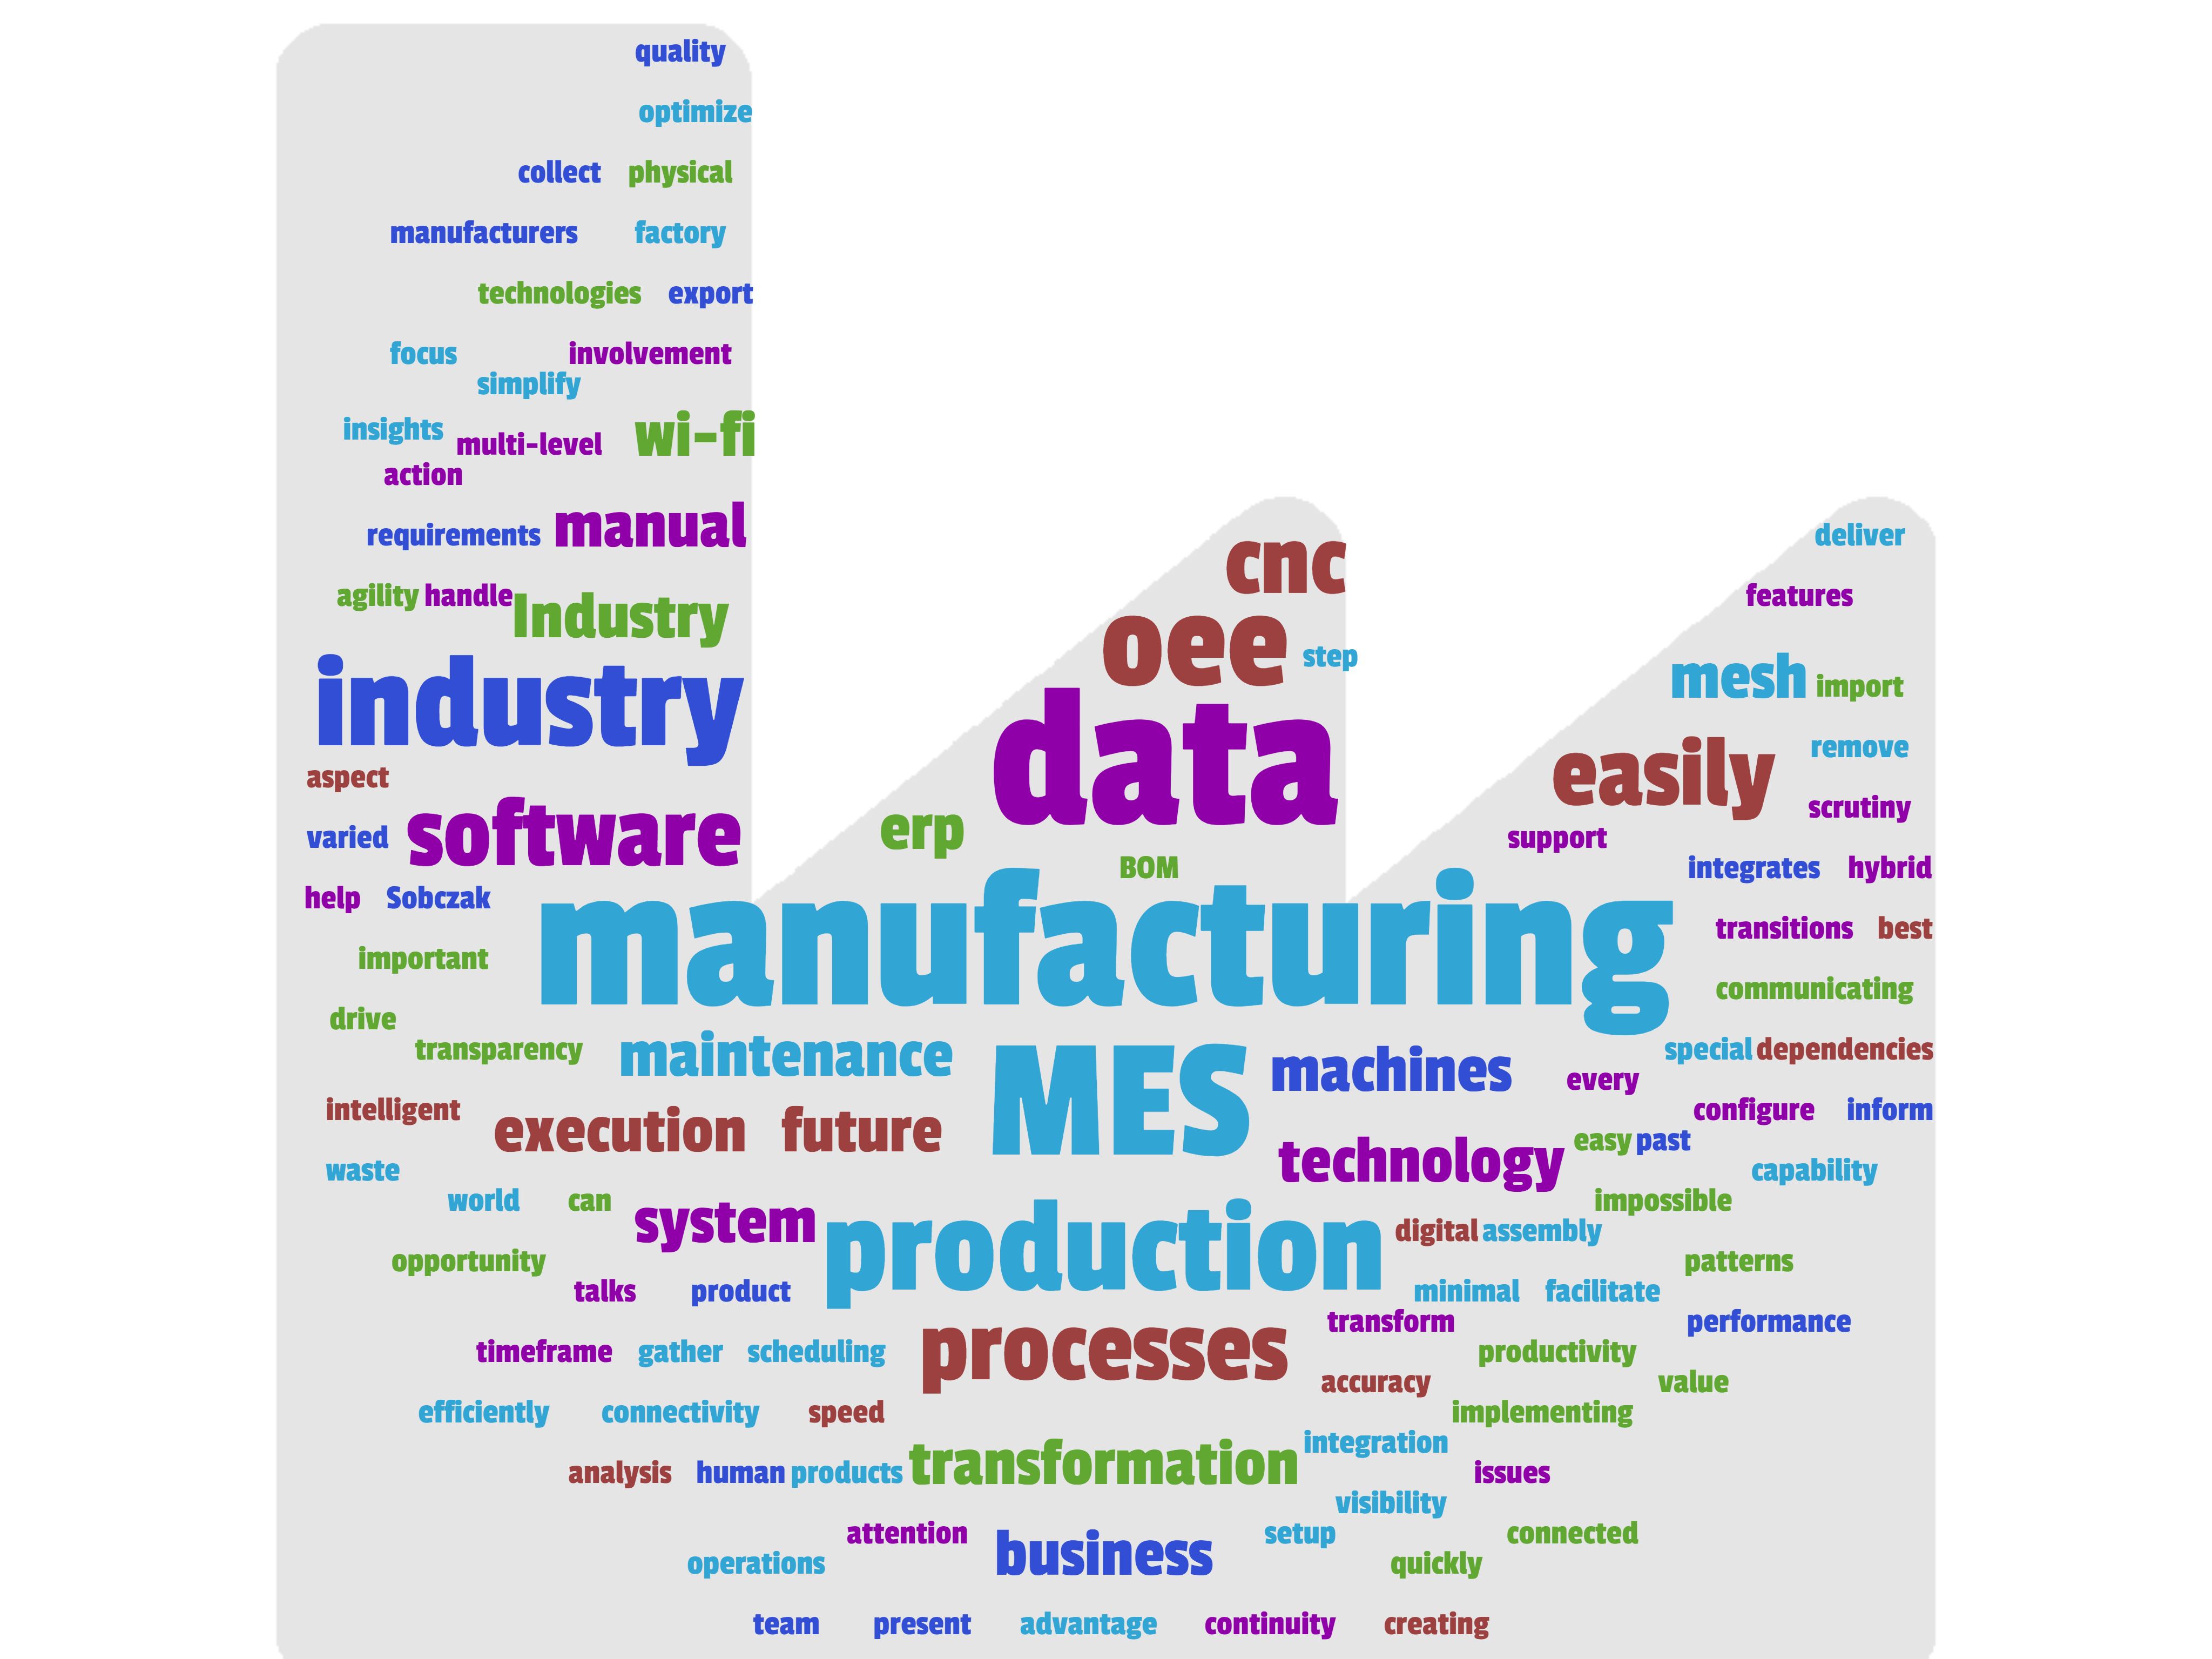 quality
optimize
collect physical
manufacturers factory
technologies export
focus involvement
simplify
insights multi-level wi-fi
action
requirements manual
cnc
deliver
agility handle Industry
features
oee step
industry
mesh import
data
easily remove
aspect
scrutiny
varied software
erp
support
BOM
integrates hybrid
help Sobczak
manufacturing
transitions best
important
communicating
drive
transparency maintenance
MES
machines
special dependencies
every
intelligent execution future
configure inform
technology easy past
waste
capability
world can system
production
impossible
digital assembly
opportunity
patterns
talks product
minimal facilitate
transform performance
timeframe gather scheduling processes productivity
accuracy value
efficiently connectivity speed
implementing
integration
analysis human products transformation issues
visibility
attention business setup connected
operations quickly
team present advantage continuity creating